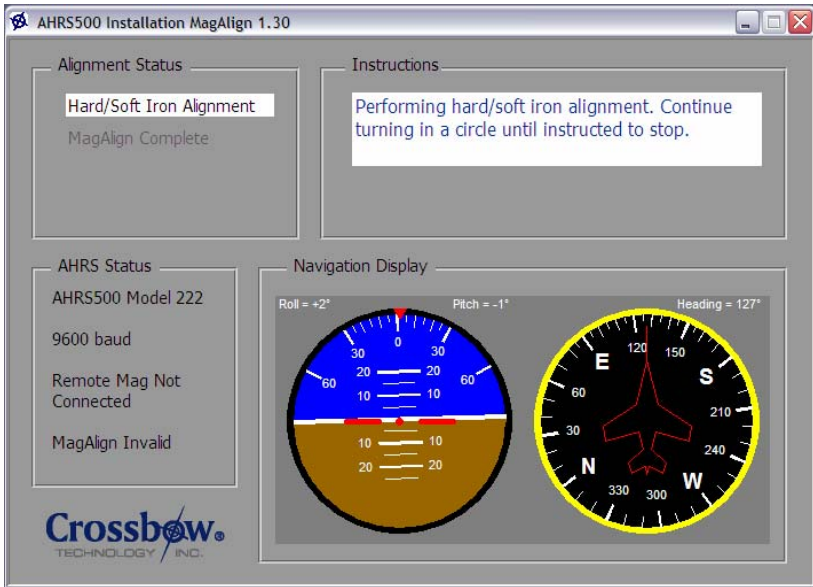 AHRS500 Installation MagAlign 1.30
Alignment Status
Hard/Soft Iron Alignment
MagAlign Complete
Instructions
Performing hard/soft iron alignment. Continue
turning in a circle until instructed to stop.
AHRS Status
AHRS500 Model 222
9600 baud
Remote Mag Not
Connected
MagAlign Invalid
Crossbow®
TECHNOLOGY INC.
Navigation Display
Roll = +2° Pitch = -1° Heading = 127°
0
30 30
60 60
20 20
10 10
10 10
20 20
120 150
E S
60 210
30 240
N W
330 300